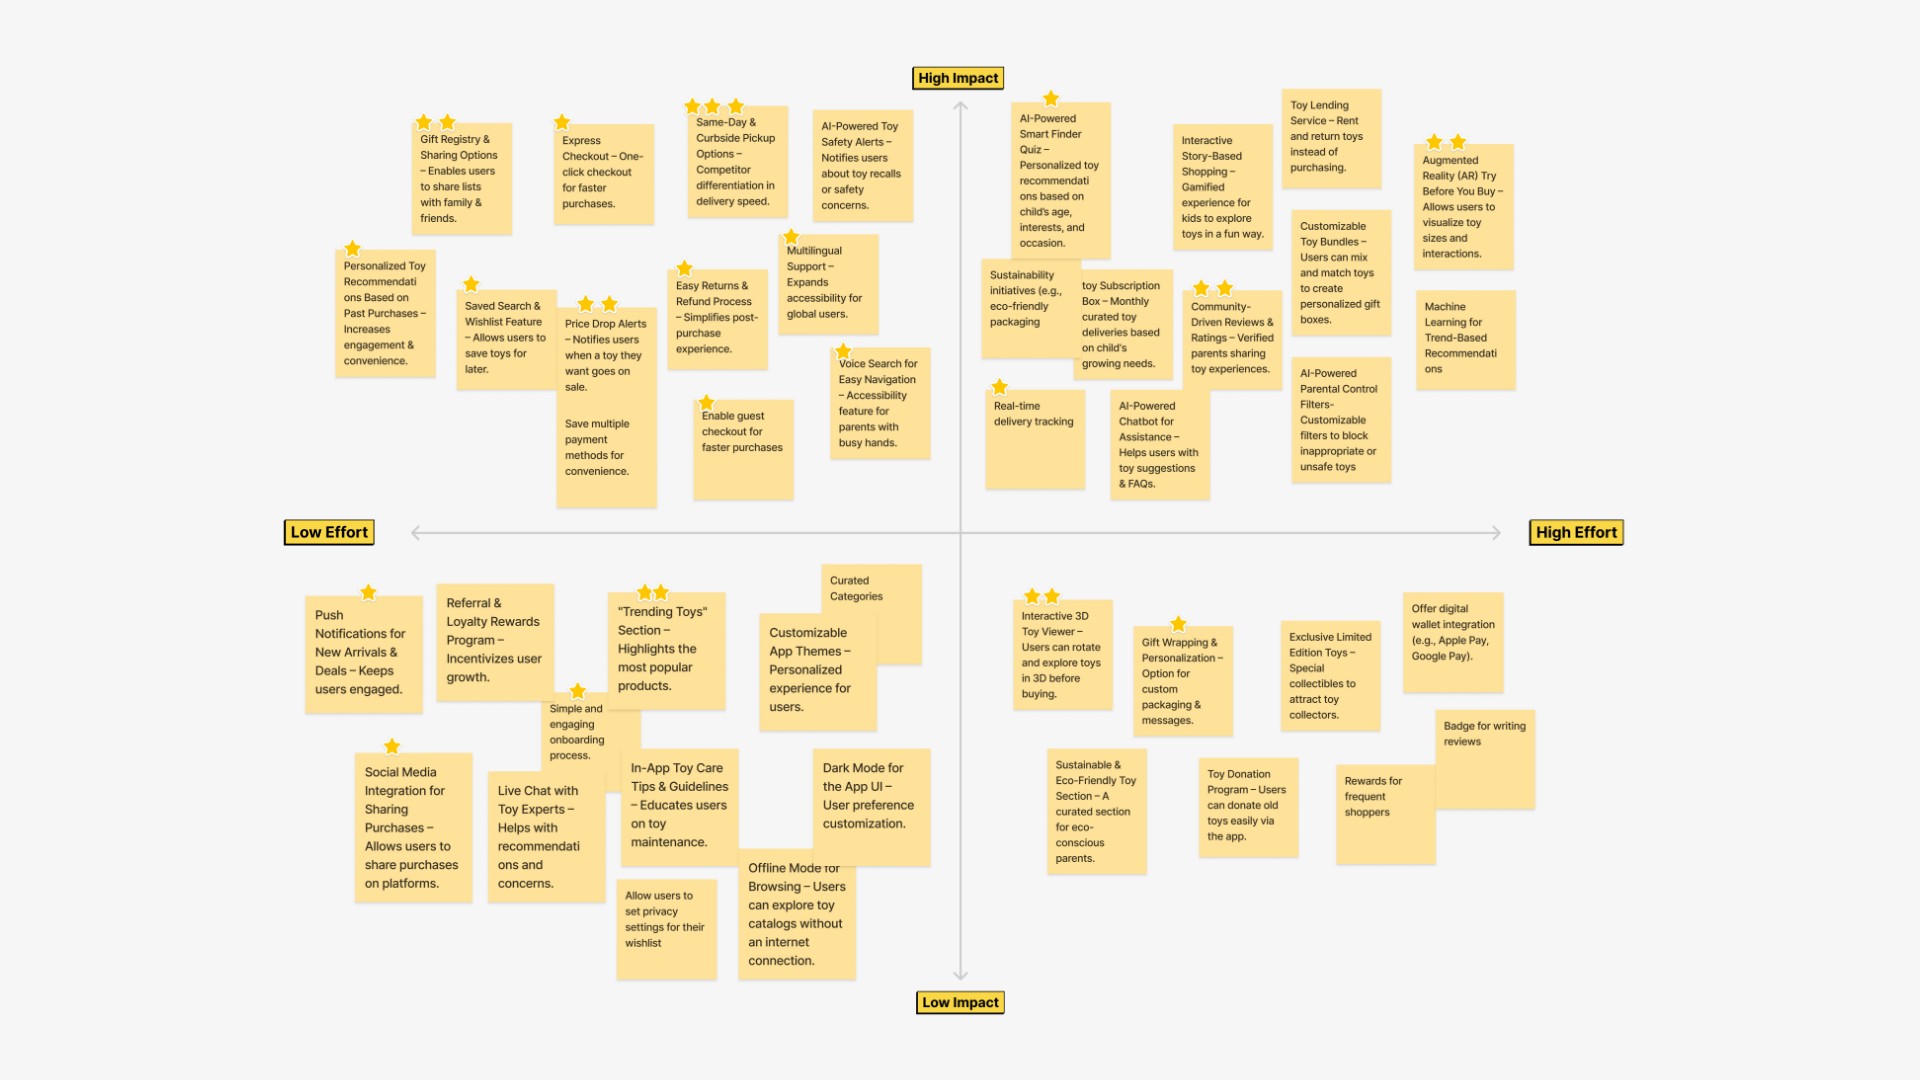 High Impact
Gift Registry &
Sharing Options
– Enables users
to share lists
with family &
friends.
Express
Checkout – One-
click checkout
for faster
purchases.
Same-Day &
Curbside Pickup
Options –
Competitor
differentiation in
delivery speed.
AI-Powered Toy
Safety Alerts –
Notifies users
about toy recalls
or safety
concerns.
Personalized Toy
Recommendati
ons Based on
Past Purchases –
Increases
engagement &
convenience.
Saved Search &
Wishlist Feature
– Allows users to
save toys for
later.
Price Drop Alerts
– Notifies users
when a toy they
want goes on
sale.
Save multiple
payment
methods for
convenience.
Easy Returns &
Refund Process
– Simplifies post-
purchase
experience.
Multilingual
Support –
Expands
accessibility for
global users.
Voice Search for
Easy Navigation
– Accessibility
feature for
parents with
busy hands.
Enable guest
checkout for
faster purchases
AI-Powered
Smart Finder
Quiz –
Personalized toy
recommendati
ons based on
child's age,
interests, and
occasion.
Interactive
Story-Based
Shopping –
Gamified
experience for
kids to explore
toys in a fun way.
Toy Lending
Service – Rent
and return toys
instead of
purchasing.
Augmented
Reality (AR) Try
Before You Buy –
Allows users to
visualize toy
sizes and
interactions.
Customizable
Toy Bundles –
Users can mix
and match toys
to create
personalized gift
boxes.
Sustainability
initiatives (e.g.,
eco-friendly
packaging
toy Subscription
Box – Monthly
curated toy
deliveries based
on child's
growing needs.
Community-
Driven Reviews &
Ratings – Verified
parents sharing
toy experiences.
Machine
Learning for
Trend-Based
Recommendati
ons
Real-time
delivery tracking
AI-Powered
Chatbot for
Assistance –
Helps users with
toy suggestions
& FAQs.
AI-Powered
Parental Control
Filters-
Customizable
filters to block
inappropriate or
unsafe toys
Low Effort
High Effort
Push
Notifications for
New Arrivals &
Deals – Keeps
users engaged.
Referral &
Loyalty Rewards
Program –
Incentivizes user
growth.
"Trending Toys"
Section –
Highlights the
most popular
products.
Curated
Categories
Customizable
App Themes –
Personalized
experience for
users.
Simple and
engaging
onboarding
process.
Social Media
Integration for
Sharing
Purchases –
Allows users to
share purchases
on platforms.
Live Chat with
Toy Experts –
Helps with
recommendati
ons and
concerns.
In-App Toy Care
Tips & Guidelines
– Educates users
on toy
maintenance.
Dark Mode for
the App UI –
User preference
customization.
Allow users to
set privacy
settings for their
wishlist
Offline Mode for
Browsing – Users
can explore toy
catalogs without
an internet
connection.
Interactive 3D
Toy Viewer –
Users can rotate
and explore toys
in 3D before
buying.
Gift Wrapping &
Personalization –
Option for
custom
packaging &
messages.
Exclusive Limited
Edition Toys –
Special
collectibles to
attract toy
collectors.
Offer digital
wallet integration
(e.g., Apple Pay,
Google Pay).
Sustainable &
Eco-Friendly Toy
Section – A
curated section
for eco-
conscious
parents.
Toy Donation
Program – Users
can donate old
toys easily via
the app.
Rewards for
frequent
shoppers
Badge for writing
reviews
Low Impact